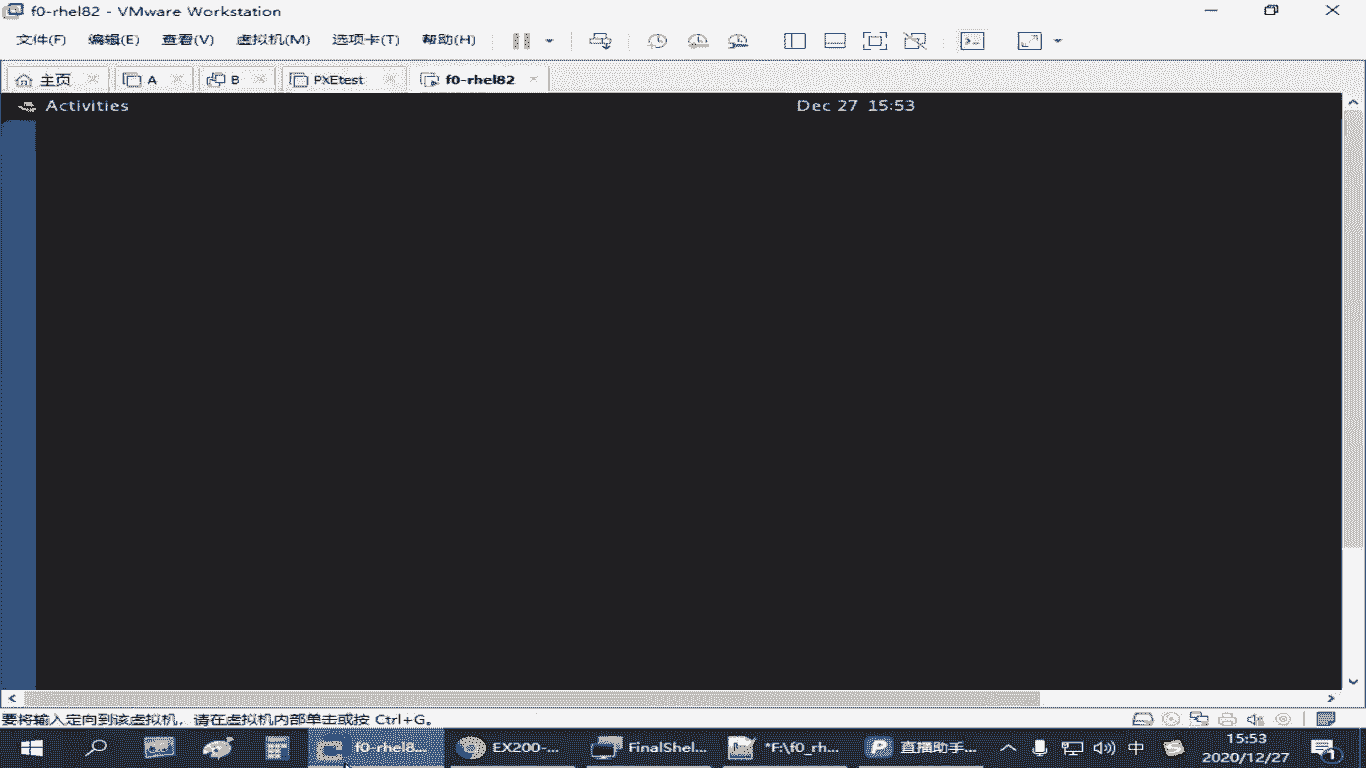 f0-rhel82 - VMware Workstation
文件(F) 编辑(E) 查看(V) 虚拟机(M) 选项卡(T) 帮助(H)
主页 A B PXEtest f0-rhel82
Activities Dec 27 15:53
要将输入定向到该虚拟机，请在虚拟机内部单击或按 Ctrl+G。
f0-rhel8... EX200-... FinalShel... *F:\f0_rh... 直播助手... 中 15:53
2020/12/27
1